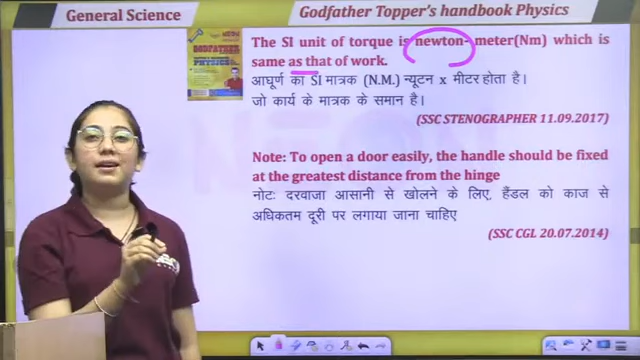 General Science
Godfather Topper's handbook Physics
The SI unit of torque is newton- meter(Nm) which is
same as that of work.
आघूर्ण का SI मात्रक (N.M.) न्यूटन x मीटर होता है।
जो कार्य के मात्रक के समान है।
(SSC STENOGRAPHER 11.09.2017)
Note: To open a door easily, the handle should be fixed
at the greatest distance from the hinge
नोटः दरवाजा आसानी से खोलने के लिए, हैंडल को काज से
अधिकतम दूरी पर लगाया जाना चाहिए
(SSC CGL 20.07.2014)